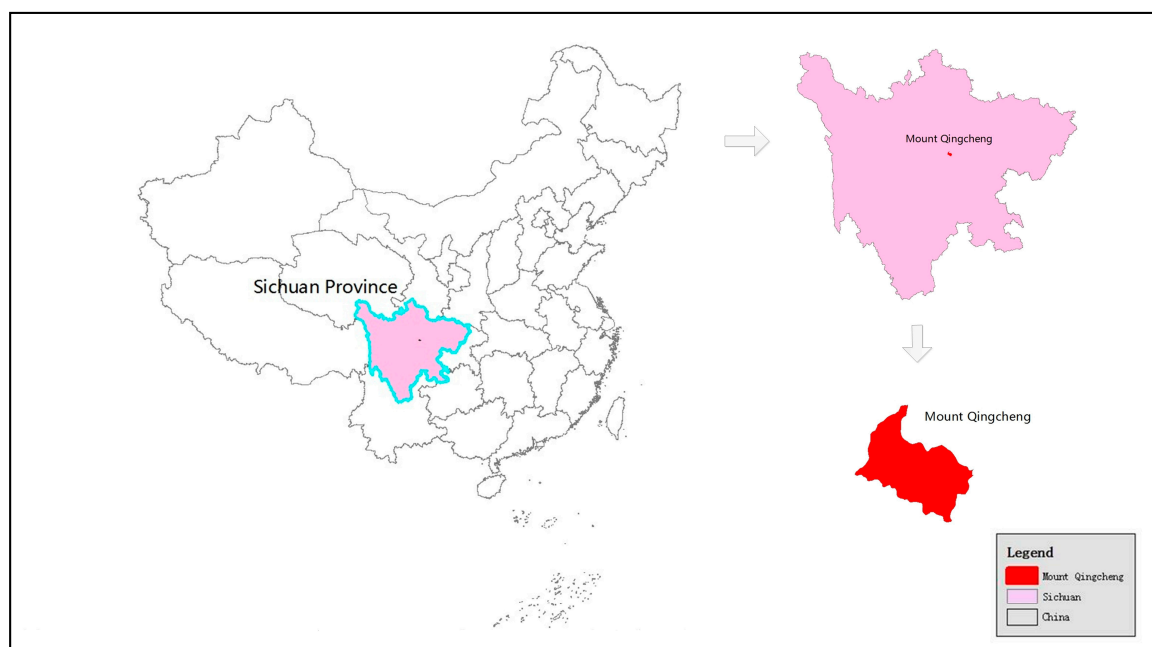 Sichuan Province
Mount Qingcheng
Mount Qingcheng
Legend
Mount Qingcheng
Sichuan
China